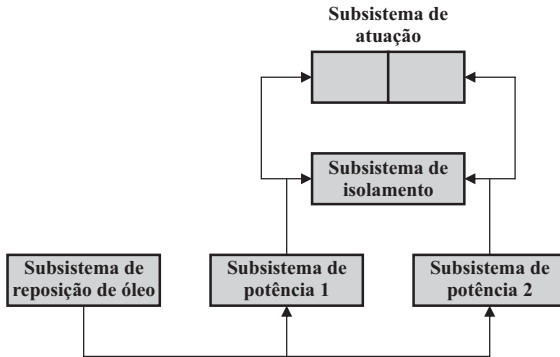 Subsistema de
atuação
Subsistema de
isolamento
Subsistema de
reposição de óleo
Subsistema de
potência 1
Subsistema de
potência 2